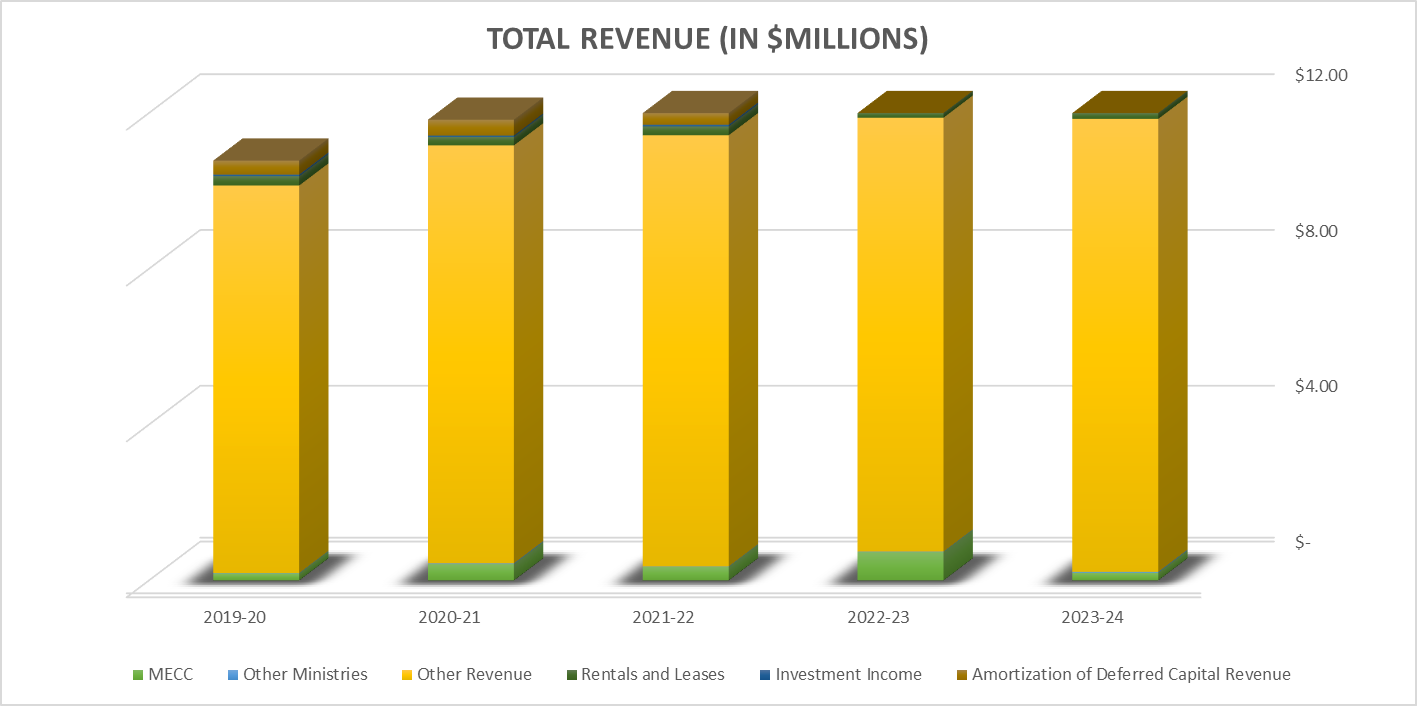 TOTAL REVENUE (IN $MILLIONS)
$12.00
$8.00
$4.00
$-
2019-20 2020-21 2021-22 2022-23 2023-24
MECC Other Ministries Other Revenue Rentals and Leases Investment Income Amortization of Deferred Capital Revenue